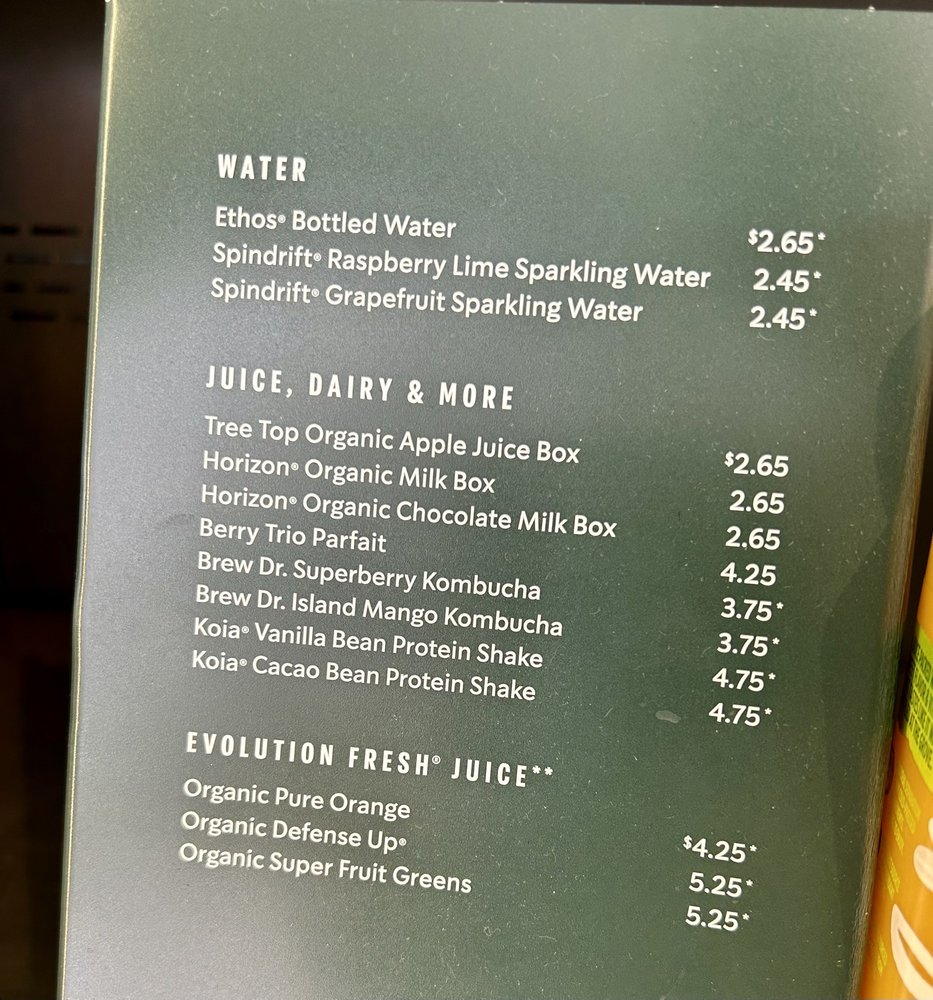 WATER
Ethos® Bottled Water $2.65*
Spindrift® Raspberry Lime Sparkling Water 2.45*
Spindrift® Grapefruit Sparkling Water 2.45*
JUICE, DAIRY & MORE
Tree Top Organic Apple Juice Box $2.65
Horizon® Organic Milk Box 2.65
Horizon® Organic Chocolate Milk Box 2.65
Berry Trio Parfait 4.25
Brew Dr. Superberry Kombucha 3.75*
Brew Dr. Island Mango Kombucha 3.75*
Koia® Vanilla Bean Protein Shake 4.75*
Koia® Cacao Bean Protein Shake 4.75*
EVOLUTION FRESH® JUICE**
Organic Pure Orange $4.25*
Organic Defense Up® 5.25*
Organic Super Fruit Greens 5.25*